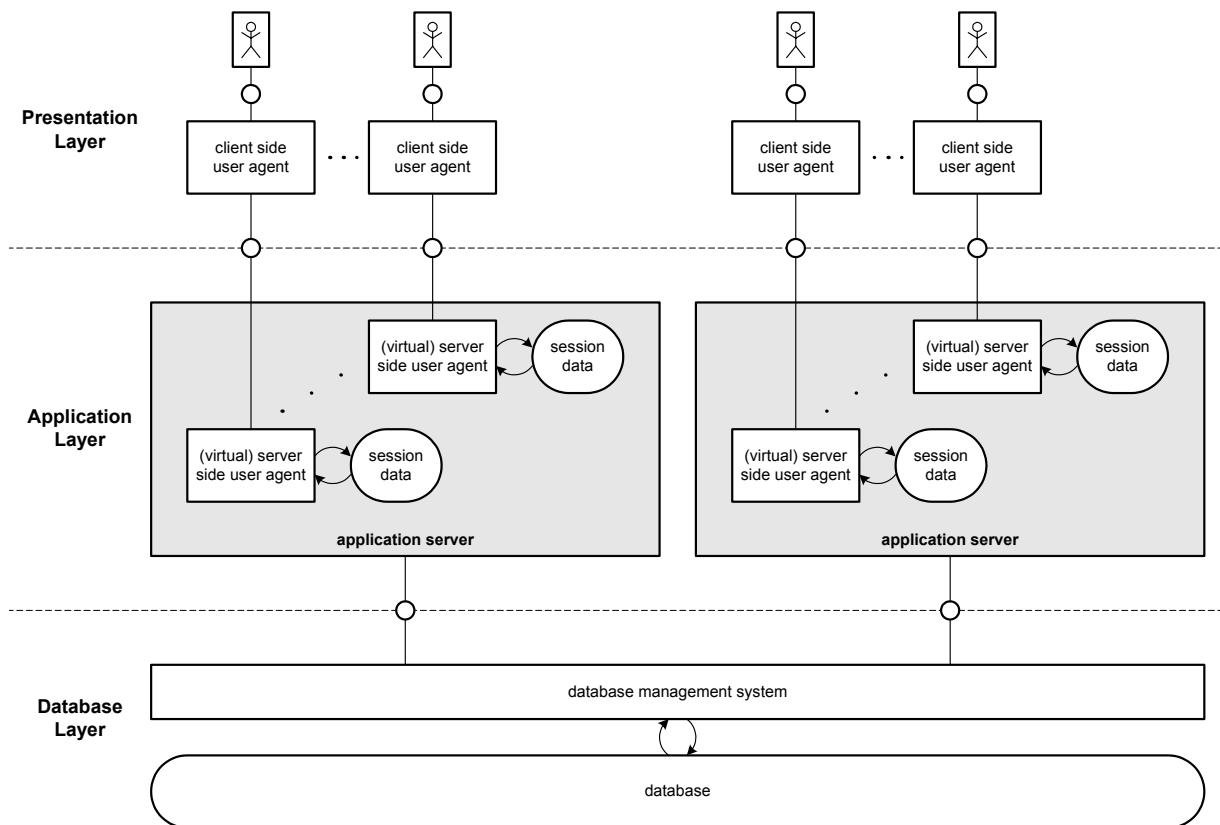 Presentation
Layer
client side
user agent
. . .
client side
user agent
client side
user agent
. . .
client side
user agent
Application
Layer
(virtual) server
side user agent
session
data
(virtual) server
side user agent
session
data
. . .
(virtual) server
side user agent
session
data
(virtual) server
side user agent
session
data
. . .
application server
application server
Database
Layer
database management system
database